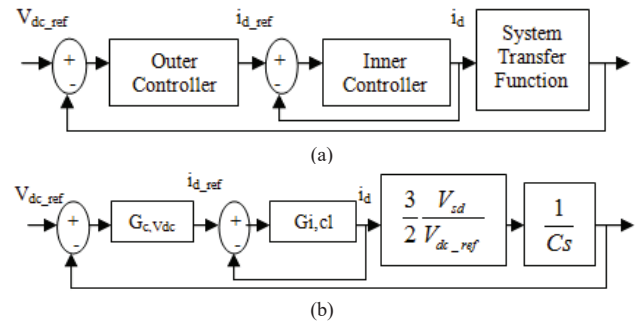 V_dc_ref i_d_ref i_d
+ - Outer Controller + - Inner Controller System Transfer Function
(a)
V_dc_ref i_d_ref i_d
+ - G_c,Vdc + - Gi,cl 3/2 V_sd/V_dc_ref 1/Cs
(b)